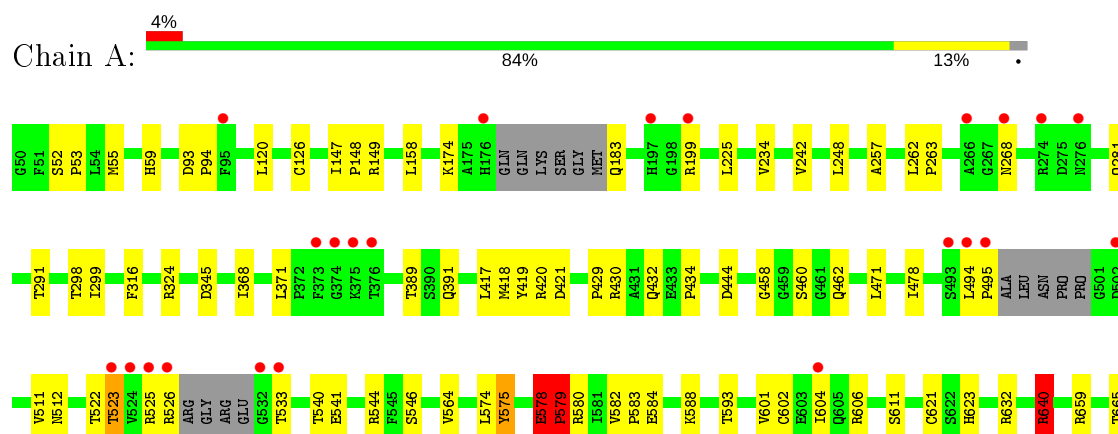 4%
Chain A:
84% 13%
G50 F51 S52 P53 L54 M55 H59 D93 P94 F95 L120 C126 I147 P148 R149 L158 K174 A175 H176 GLN GLN LYS SER GLY MET Q183 H197 G198 R199 L225 V234 V242 L248 A257 L262 P263 A266 G267 N268 R274 D275 N276
T291 T298 I299 F316 R324 D345 I368 L371 P372 F373 G374 K375 T376 T389 S390 Q391 L417 M418 Y419 R420 D421 P429 R430 A431 Q432 E433 P434 D444 G458 G459 S460 G461 Q462 L471 I478 S493 L494 P495 ALA LEU ASN PRO PRO G501
V511 N512 T522 T523 V524 R525 R526 ARG GLY ARG GLU G532 T533 T540 E541 R544 F545 S546 V564 L574 Y575 E578 P579 R580 I581 V582 P583 E584 K588 T593 V601 C602 E603 I604 Q605 R606 S611 C621 S622 H623 R632 R640 R659